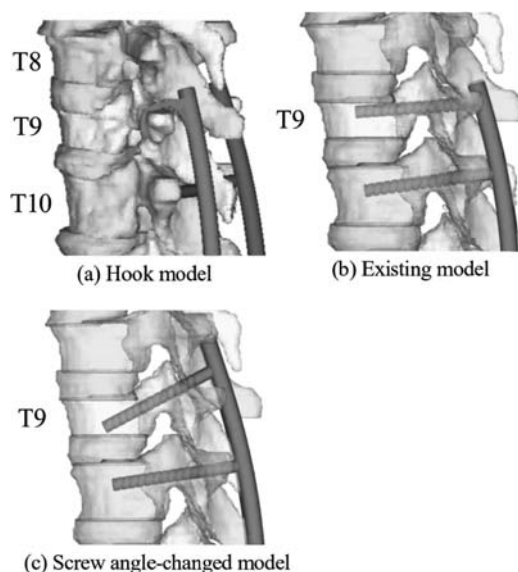 T8
T9
T10
T9
(a) Hook model
(b) Existing model
T9
(c) Screw angle-changed model